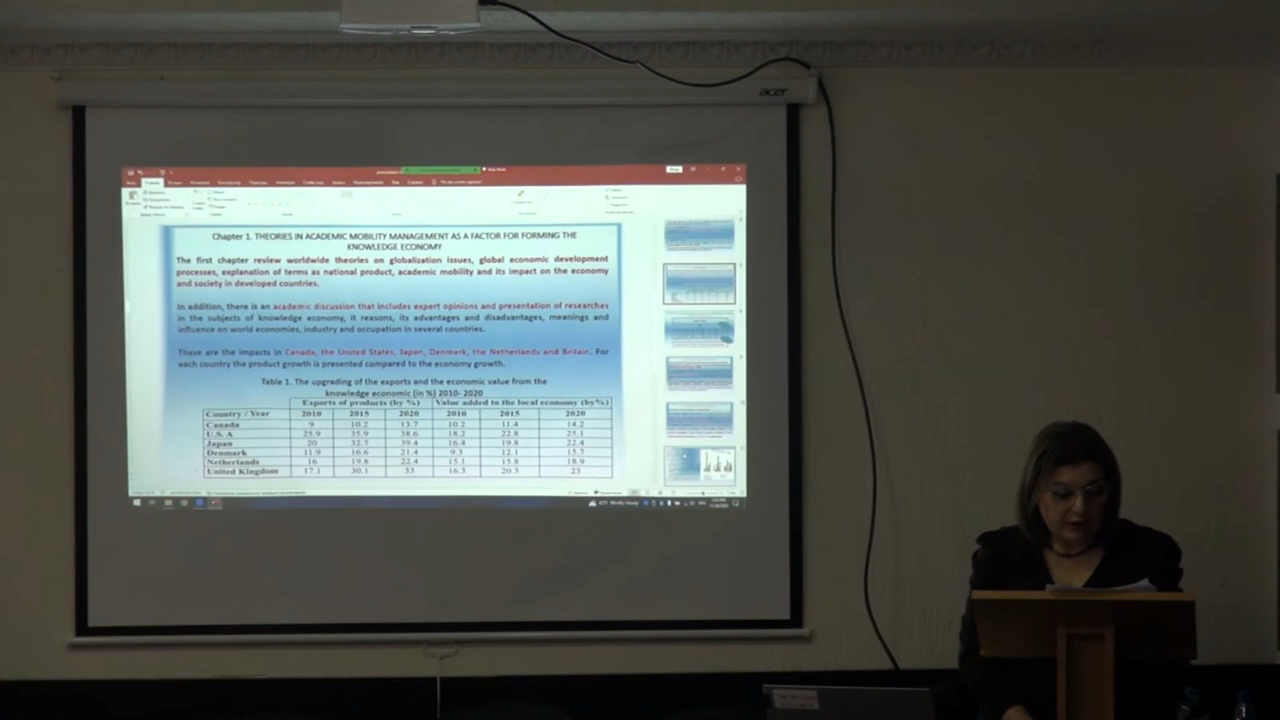 acer
Chapter 1. THEORIES IN ACADEMIC MOBILITY MANAGEMENT AS A FACTOR FOR FORMING THE
KNOWLEDGE ECONOMY
The first chapter review worldwide theories on globalization issues, global economic development
processes, explanation of terms as national product, academic mobility and its impact on the economy
and society in developed countries.
In addition, there is an academic discussion that includes expert opinions and presentation of researches
in the subjects of knowledge economy, it reasons, its advantages and disadvantages, meanings and
influence on world economies, industry and occupation in several countries.
These are the impacts in Canada, the United States, Japan, Denmark, the Netherlands and Britain. For
each country the product growth is presented compared to the economy growth.
Table 1. The upgrading of the exports and the economic value from the
knowledge economic (in %) 2010- 2020
Exports of products (by %) Value added to the local economy (by%)
Country / Year 2010 2015 2020 2010 2015 2020
Canada 9 10.2 13.7 10.2 11.4 14.2
U.S. A 25.9 35.9 38.6 18.2 22.8 25.1
Japan 20 32.7 39.4 16.4 19.8 22.4
Denmark 11.9 16.6 21.4 9.3 12.1 15.7
Netherlands 16 19.8 22.4 15.1 15.8 18.9
United Kingdom 17.1 30.1 33 16.3 20.3 23